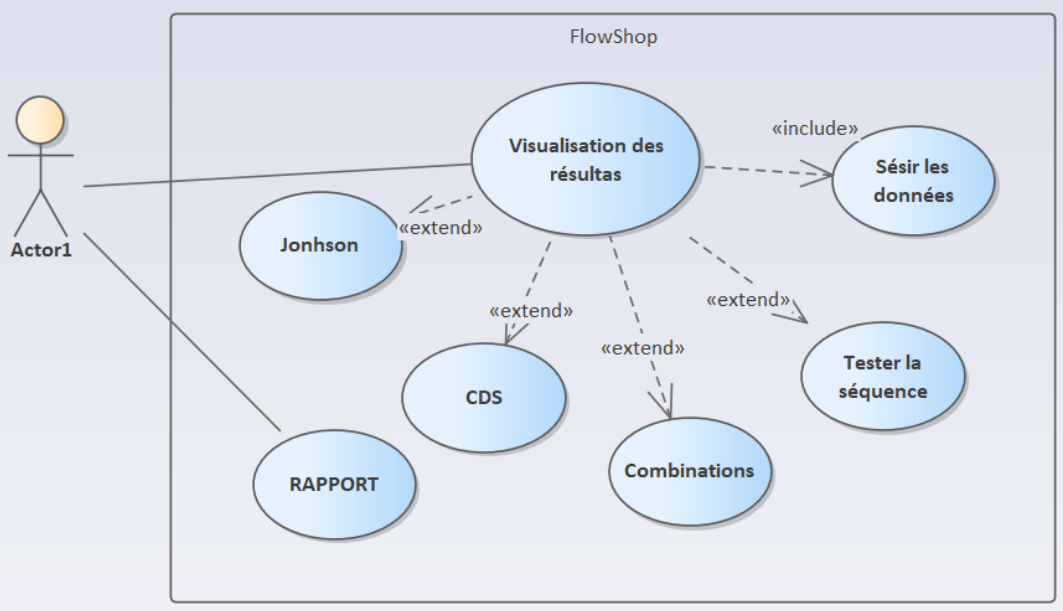 FlowShop
Visualisation des
résultas
«include»
Sésir les
données
Actor1
Jonhson
«extend»
«extend»
«extend»
«extend»
Tester la
séquence
CDS
Combinations
RAPPORT